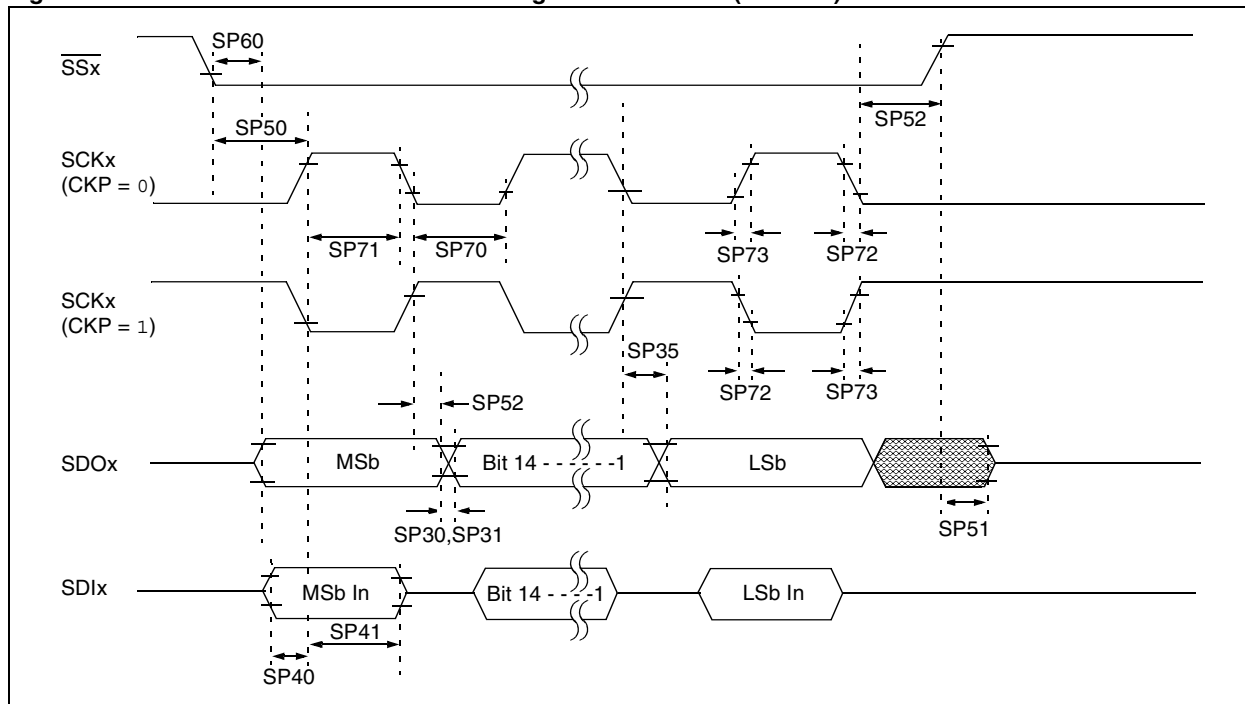 SP60
SSx
SP52
SP50
SCKx
(CKP = 0)
SP71
SP70
SP73
SP72
SCKx
(CKP = 1)
SP35
SP72
SP73
SP52
SDOx
MSb
Bit 14 - - - - - -1
LSb
SP30,SP31
SP51
SDIx
MSb In
Bit 14 - - - -1
LSb In
SP41
SP40